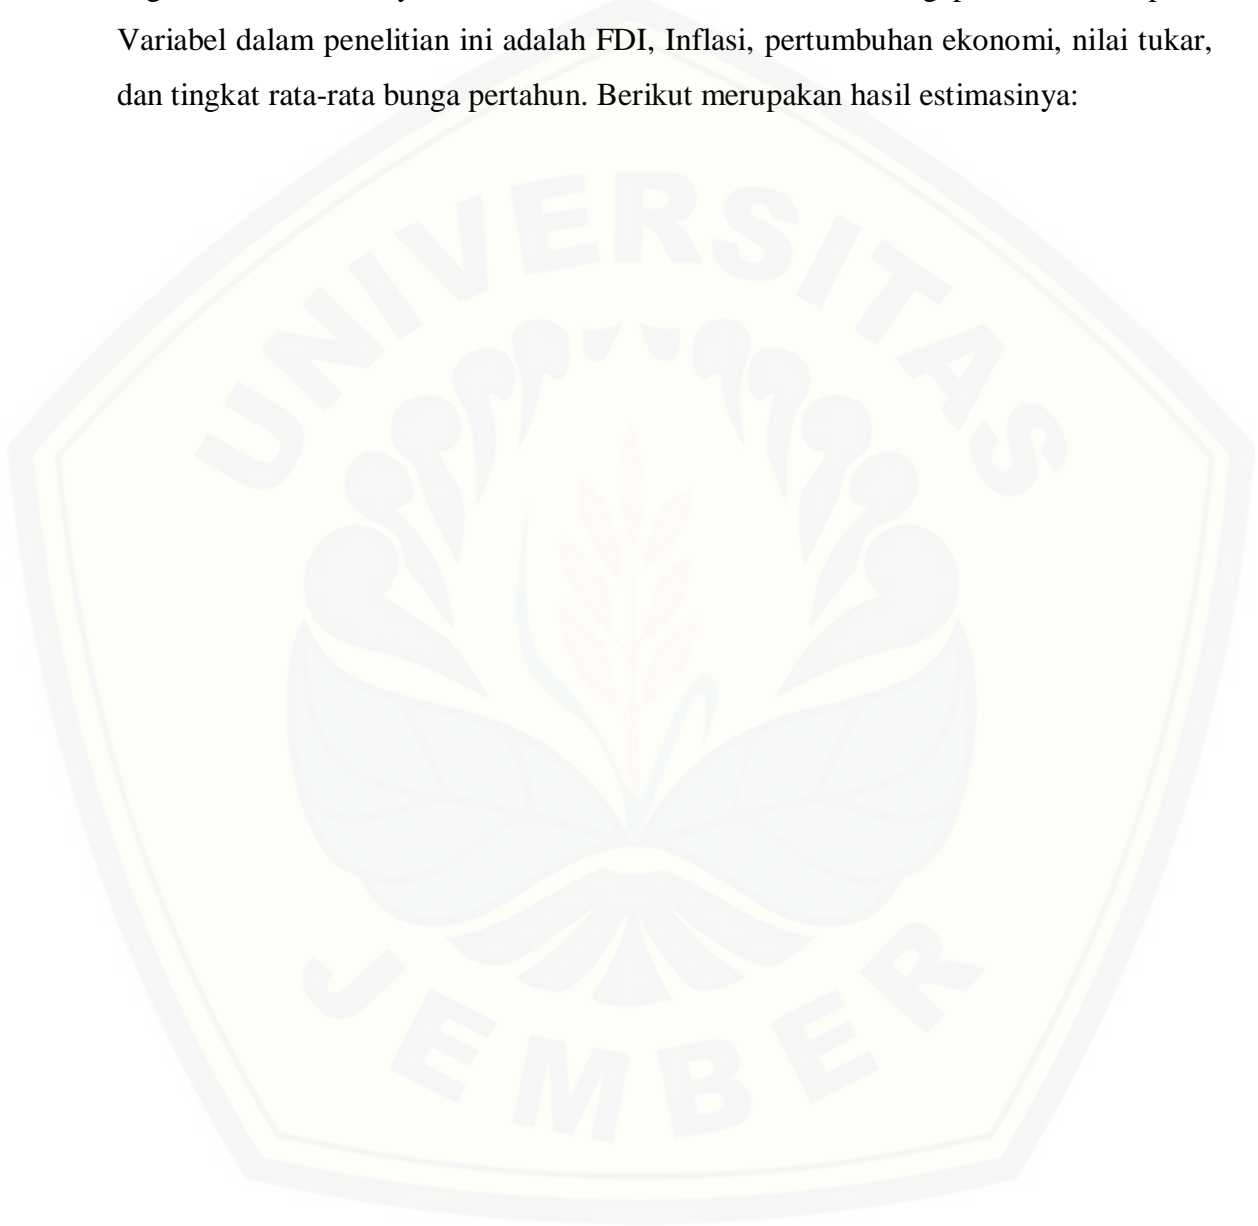 Variabel dalam penelitian ini adalah FDI, Inflasi, pertumbuhan ekonomi, nilai tukar,
dan tingkat rata-rata bunga pertahun. Berikut merupakan hasil estimasinya:
UNIVERSITAS
JEMBER